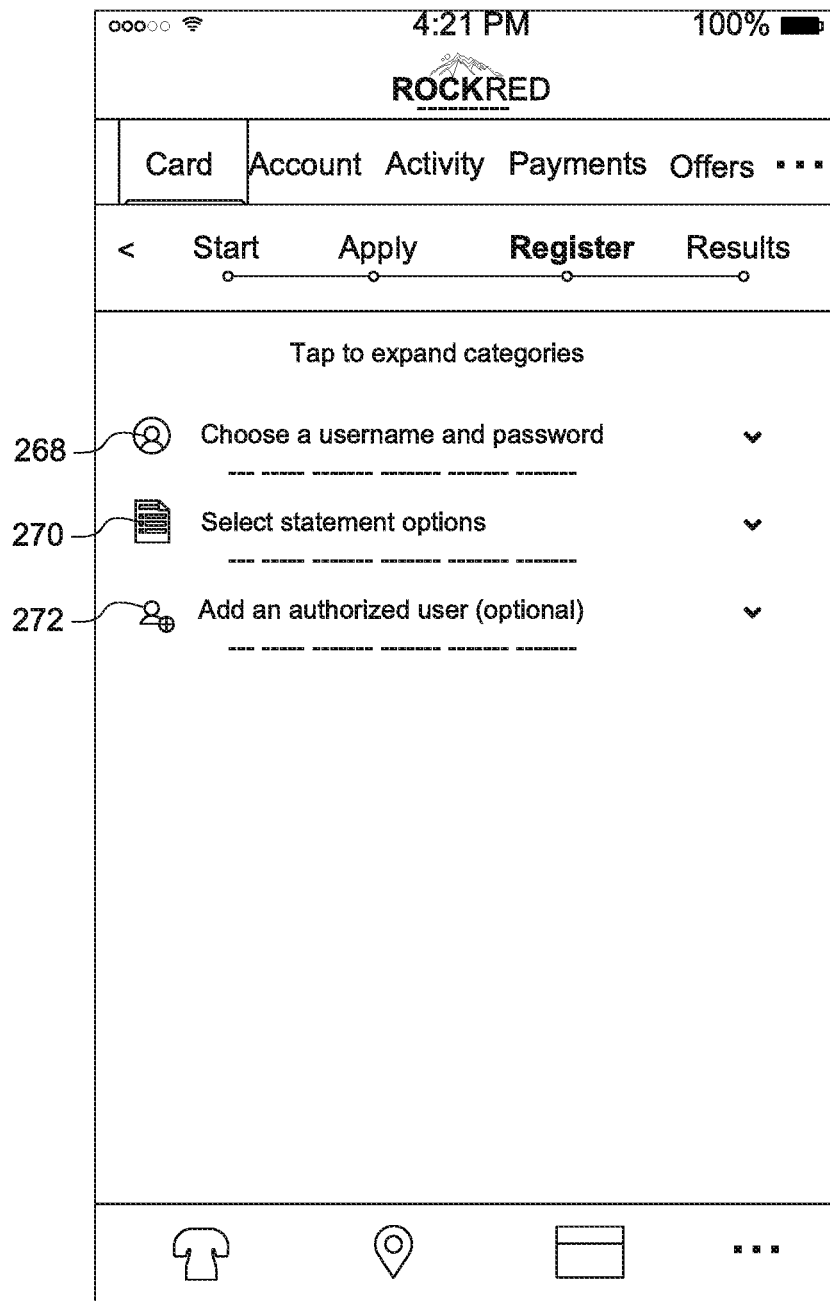 4:21 PM 100%
ROCKRED
Card Account Activity Payments Offers ...
< Start Apply Register Results
Tap to expand categories
268 Choose a username and password
270 Select statement options
272 Add an authorized user (optional)
...